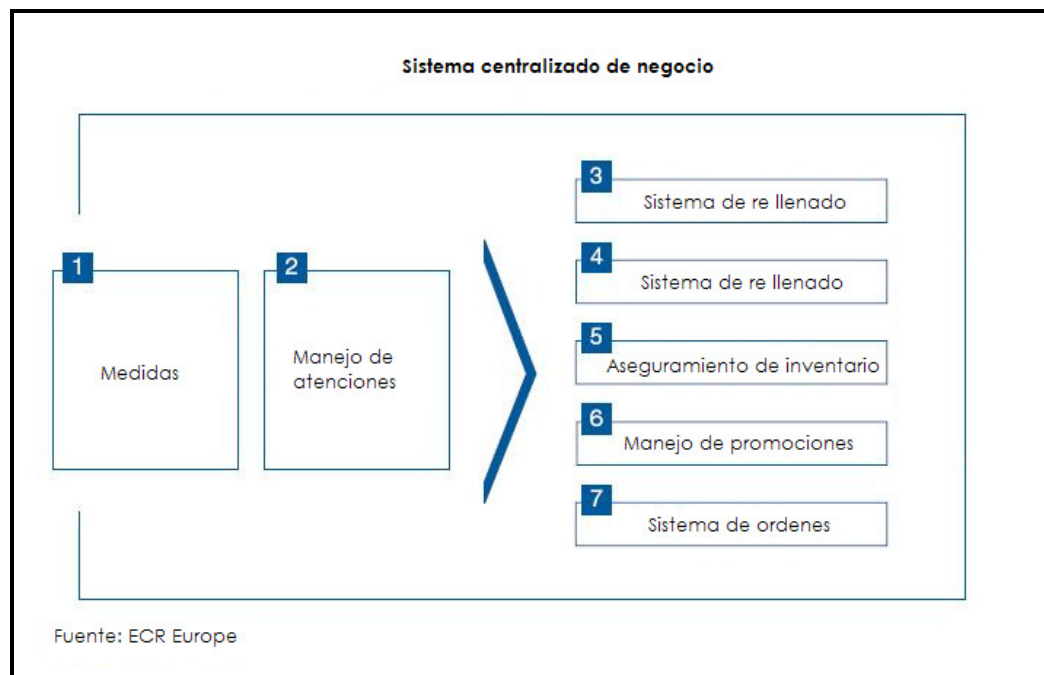 Sistema centralizado de negocio
1
Medidas
2
Manejo de
atenciones
3
Sistema de re llenado
4
Sistema de re llenado
5
Aseguramiento de inventario
6
Manejo de promociones
7
Sistema de ordenes
Fuente: ECR Europe